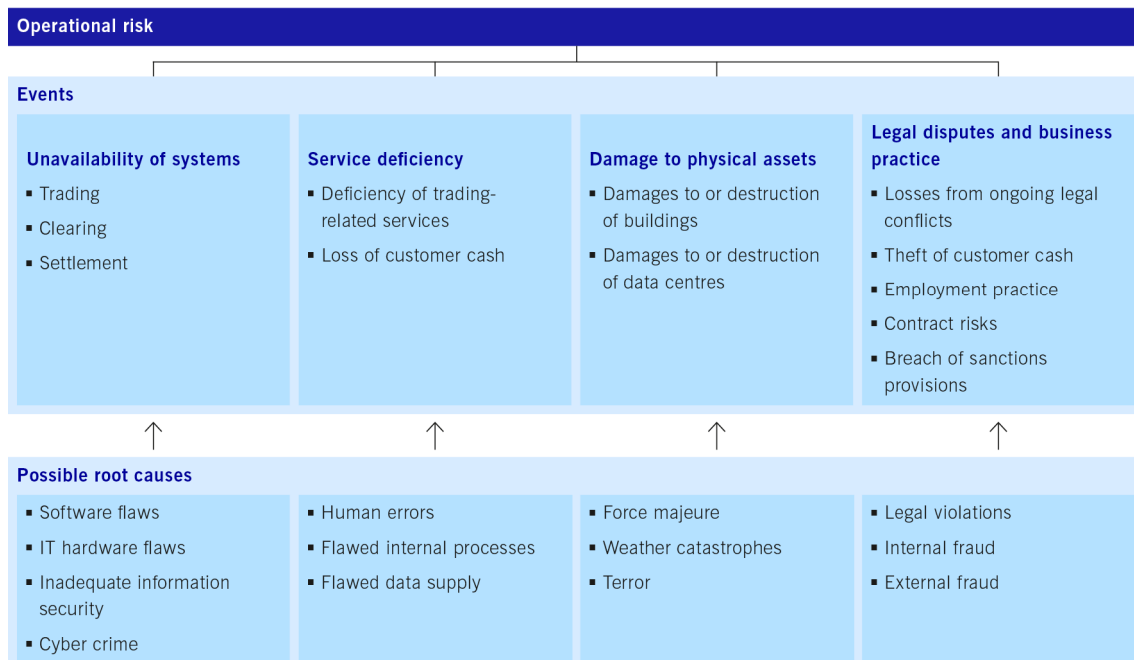 Operational risk
Events
Unavailability of systems
▪ Trading
▪ Clearing
▪ Settlement
Service deficiency
▪ Deficiency of trading-
related services
▪ Loss of customer cash
Damage to physical assets
▪ Damages to or destruction
of buildings
▪ Damages to or destruction
of data centres
Legal disputes and business
practice
▪ Losses from ongoing legal
conflicts
▪ Theft of customer cash
▪ Employment practice
▪ Contract risks
▪ Breach of sanctions
provisions
Possible root causes
▪ Software flaws
▪ IT hardware flaws
▪ Inadequate information
security
▪ Cyber crime
▪ Human errors
▪ Flawed internal processes
▪ Flawed data supply
▪ Force majeure
▪ Weather catastrophes
▪ Terror
▪ Legal violations
▪ Internal fraud
▪ External fraud